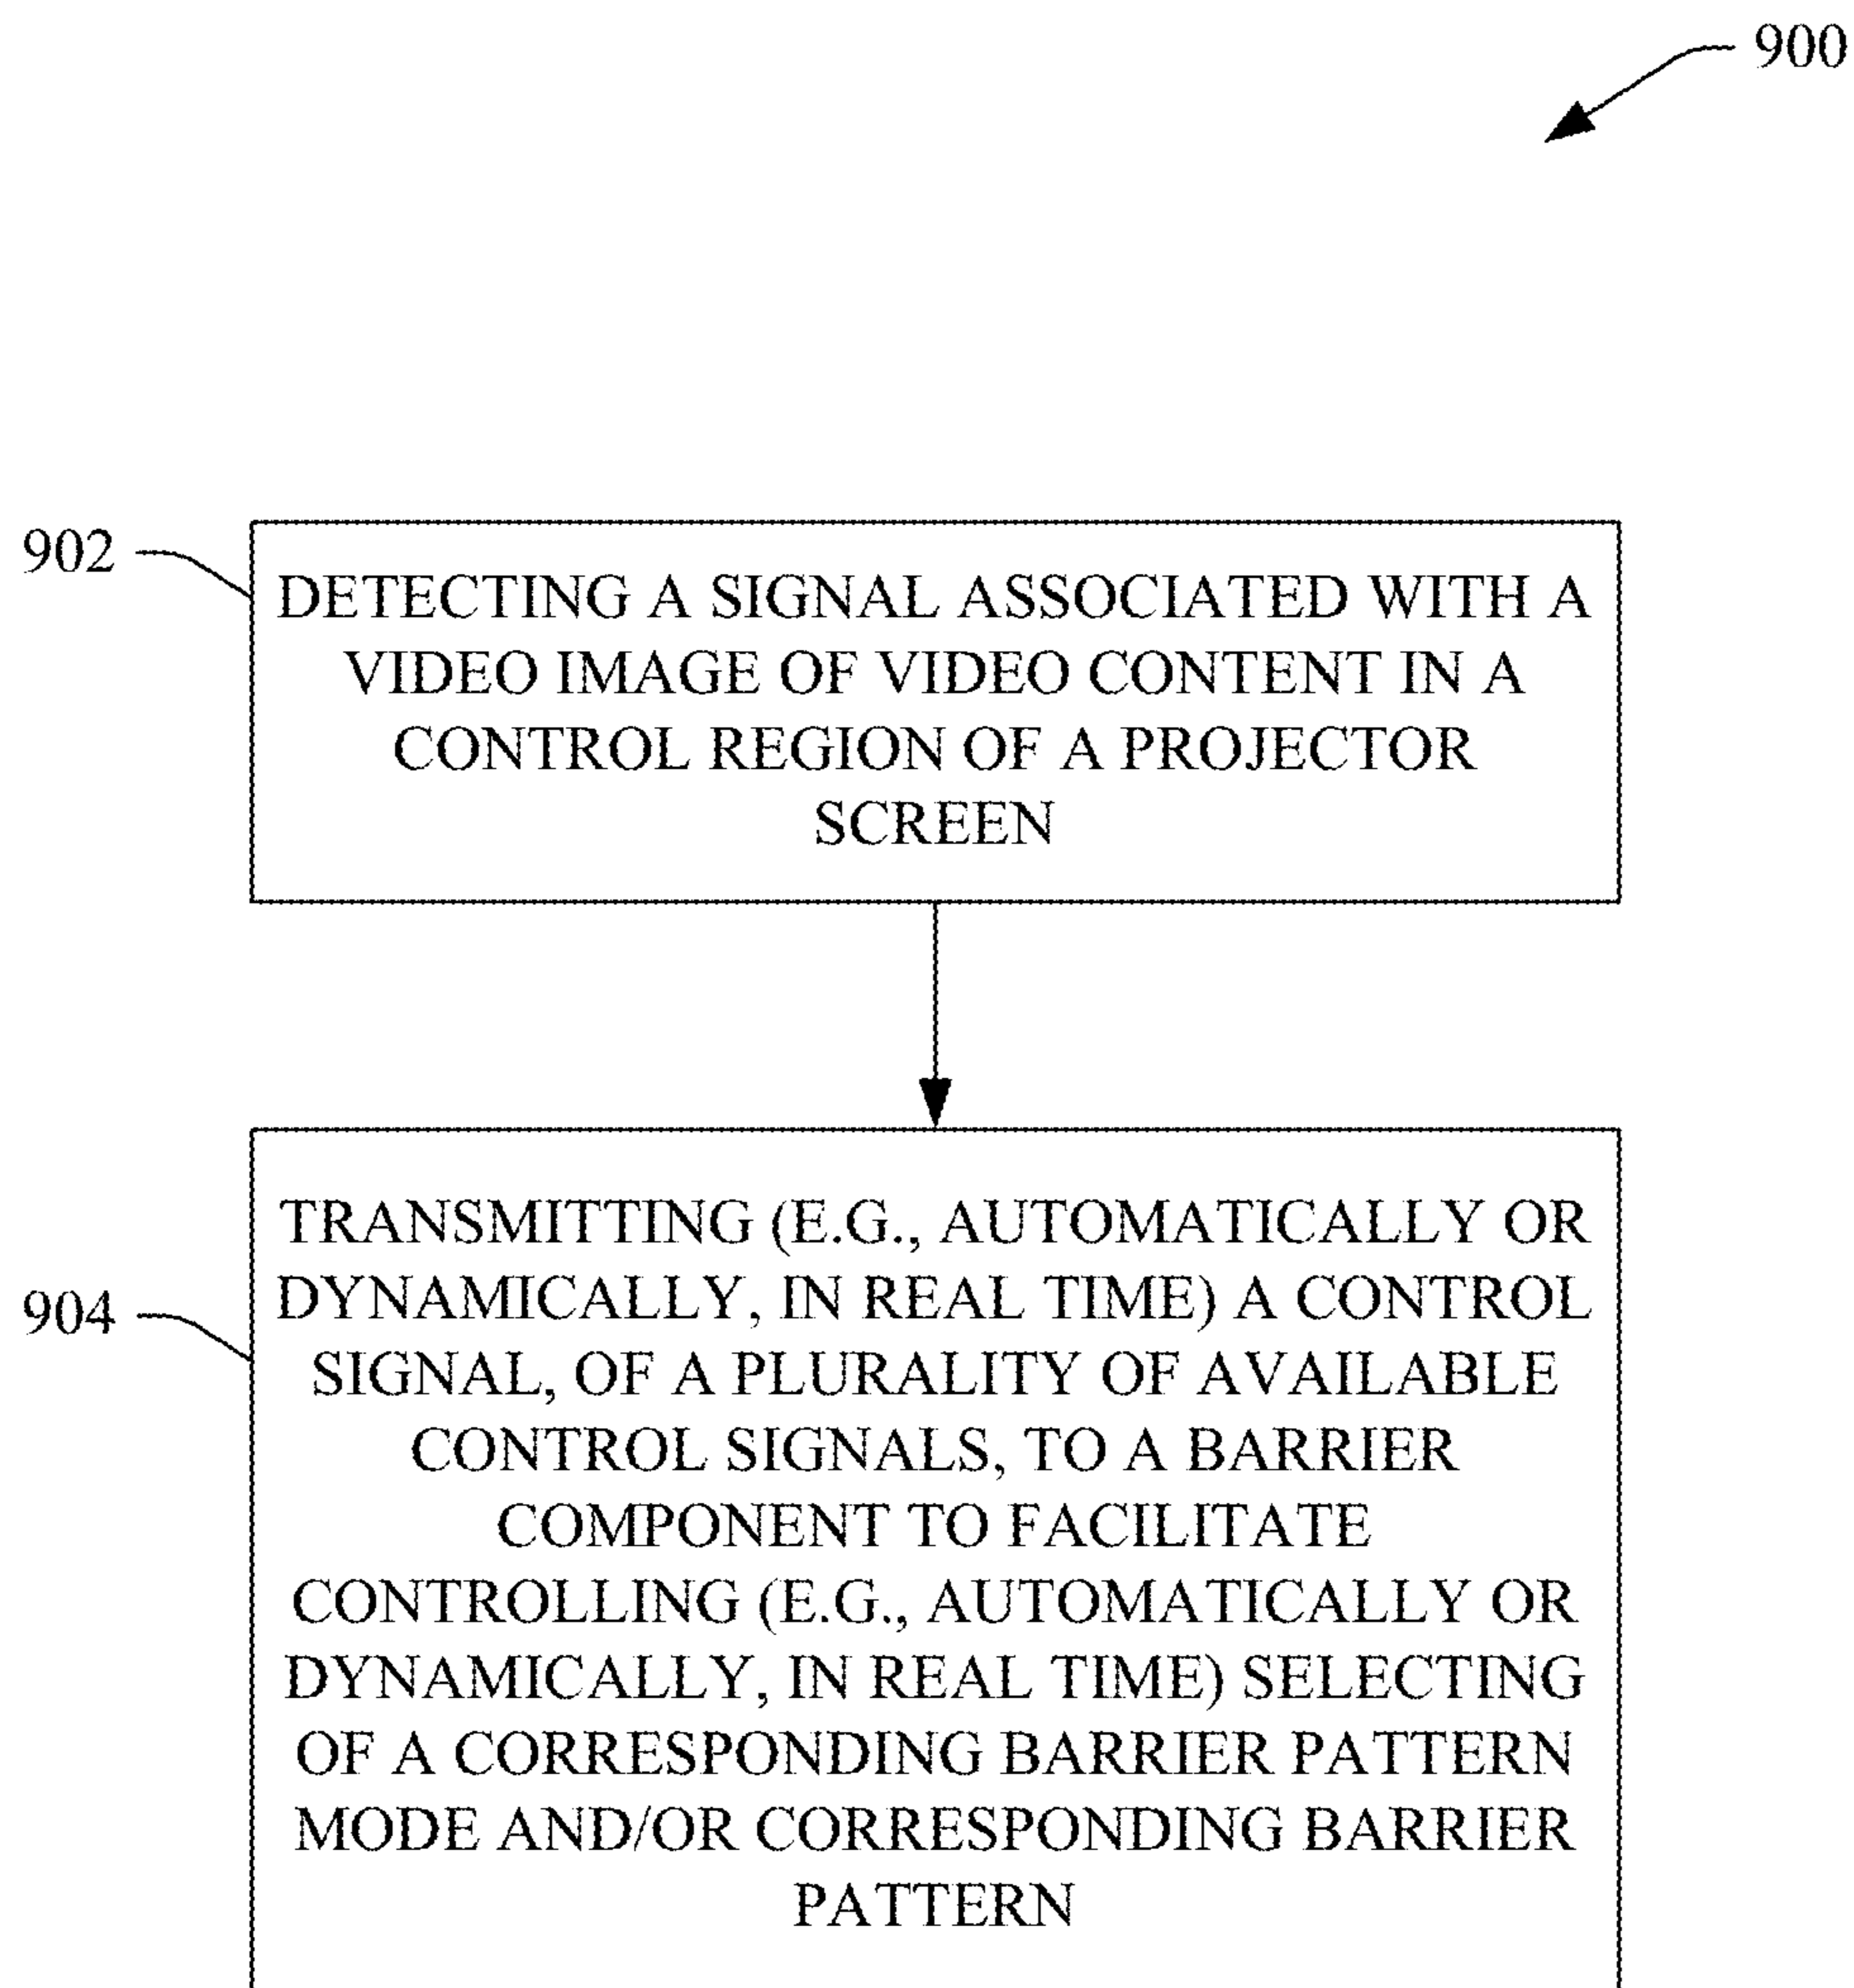 900
902
DETECTING A SIGNAL ASSOCIATED WITH A
VIDEO IMAGE OF VIDEO CONTENT IN A
CONTROL REGION OF A PROJECTOR
SCREEN
904
TRANSMITTING (E.G., AUTOMATICALLY OR
DYNAMICALLY, IN REAL TIME) A CONTROL
SIGNAL, OF A PLURALITY OF AVAILABLE
CONTROL SIGNALS, TO A BARRIER
COMPONENT TO FACILITATE
CONTROLLING (E.G., AUTOMATICALLY OR
DYNAMICALLY, IN REAL TIME) SELECTING
OF A CORRESPONDING BARRIER PATTERN
MODE AND/OR CORRESPONDING BARRIER
PATTERN